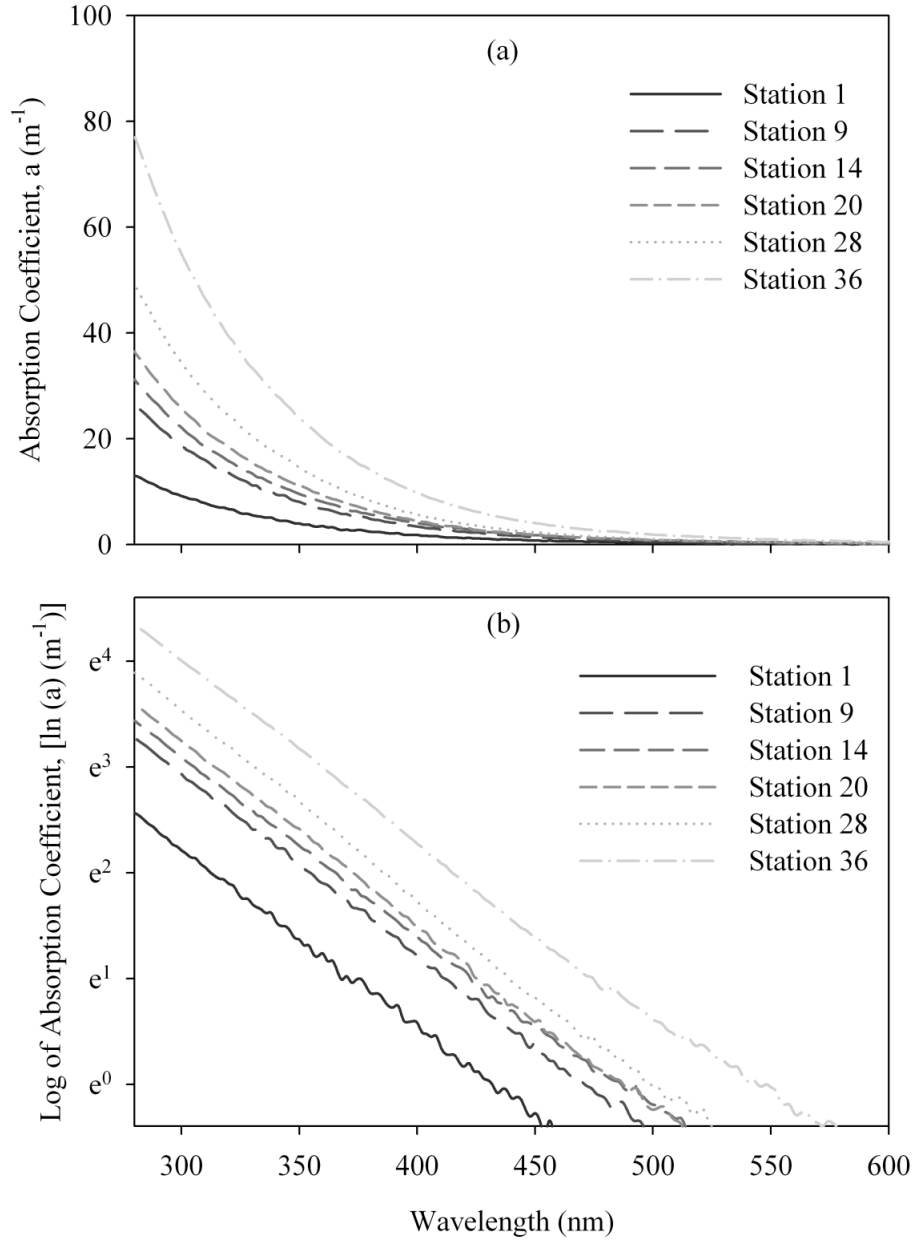 (a)
Absorption Coefficient, a (m⁻¹)
100
80
60
40
20
0
Station 1
Station 9
Station 14
Station 20
Station 28
Station 36
(b)
Log of Absorption Coefficient, [ln (a) (m⁻¹)]
e⁴
e³
e²
e¹
e⁰
Station 1
Station 9
Station 14
Station 20
Station 28
Station 36
300 350 400 450 500 550 600
Wavelength (nm)